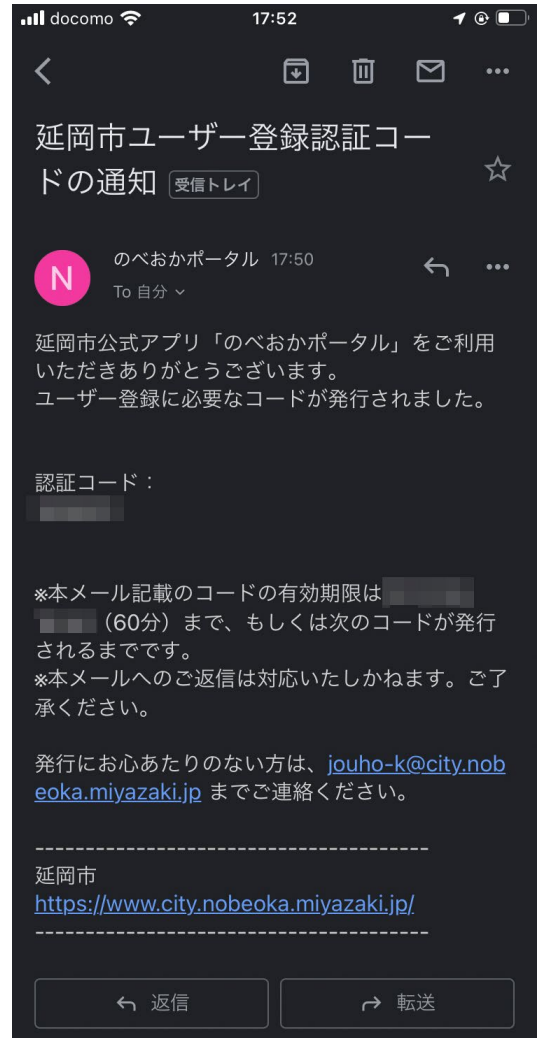 docomo
17:52
延岡市ユーザー登録認証コー
ドの通知 受信トレイ
N
のべおかポータル 17:50
To 自分
延岡市公式アプリ「のべおかポータル」をご利用
いただきありがとうございます。
ユーザー登録に必要なコードが発行されました。
認証コード：
※本メール記載のコードの有効期限は
（60分）まで、もしくは次のコードが発行
されるまでです。
※本メールへのご返信は対応いたしかねます。ご了
承ください。
発行にお心あたりのない方は、jouho-k@city.nob
eoka.miyazaki.jp までご連絡ください。
---------------------------------------
延岡市
https://www.city.nobeoka.miyazaki.jp/
---------------------------------------
返信
転送